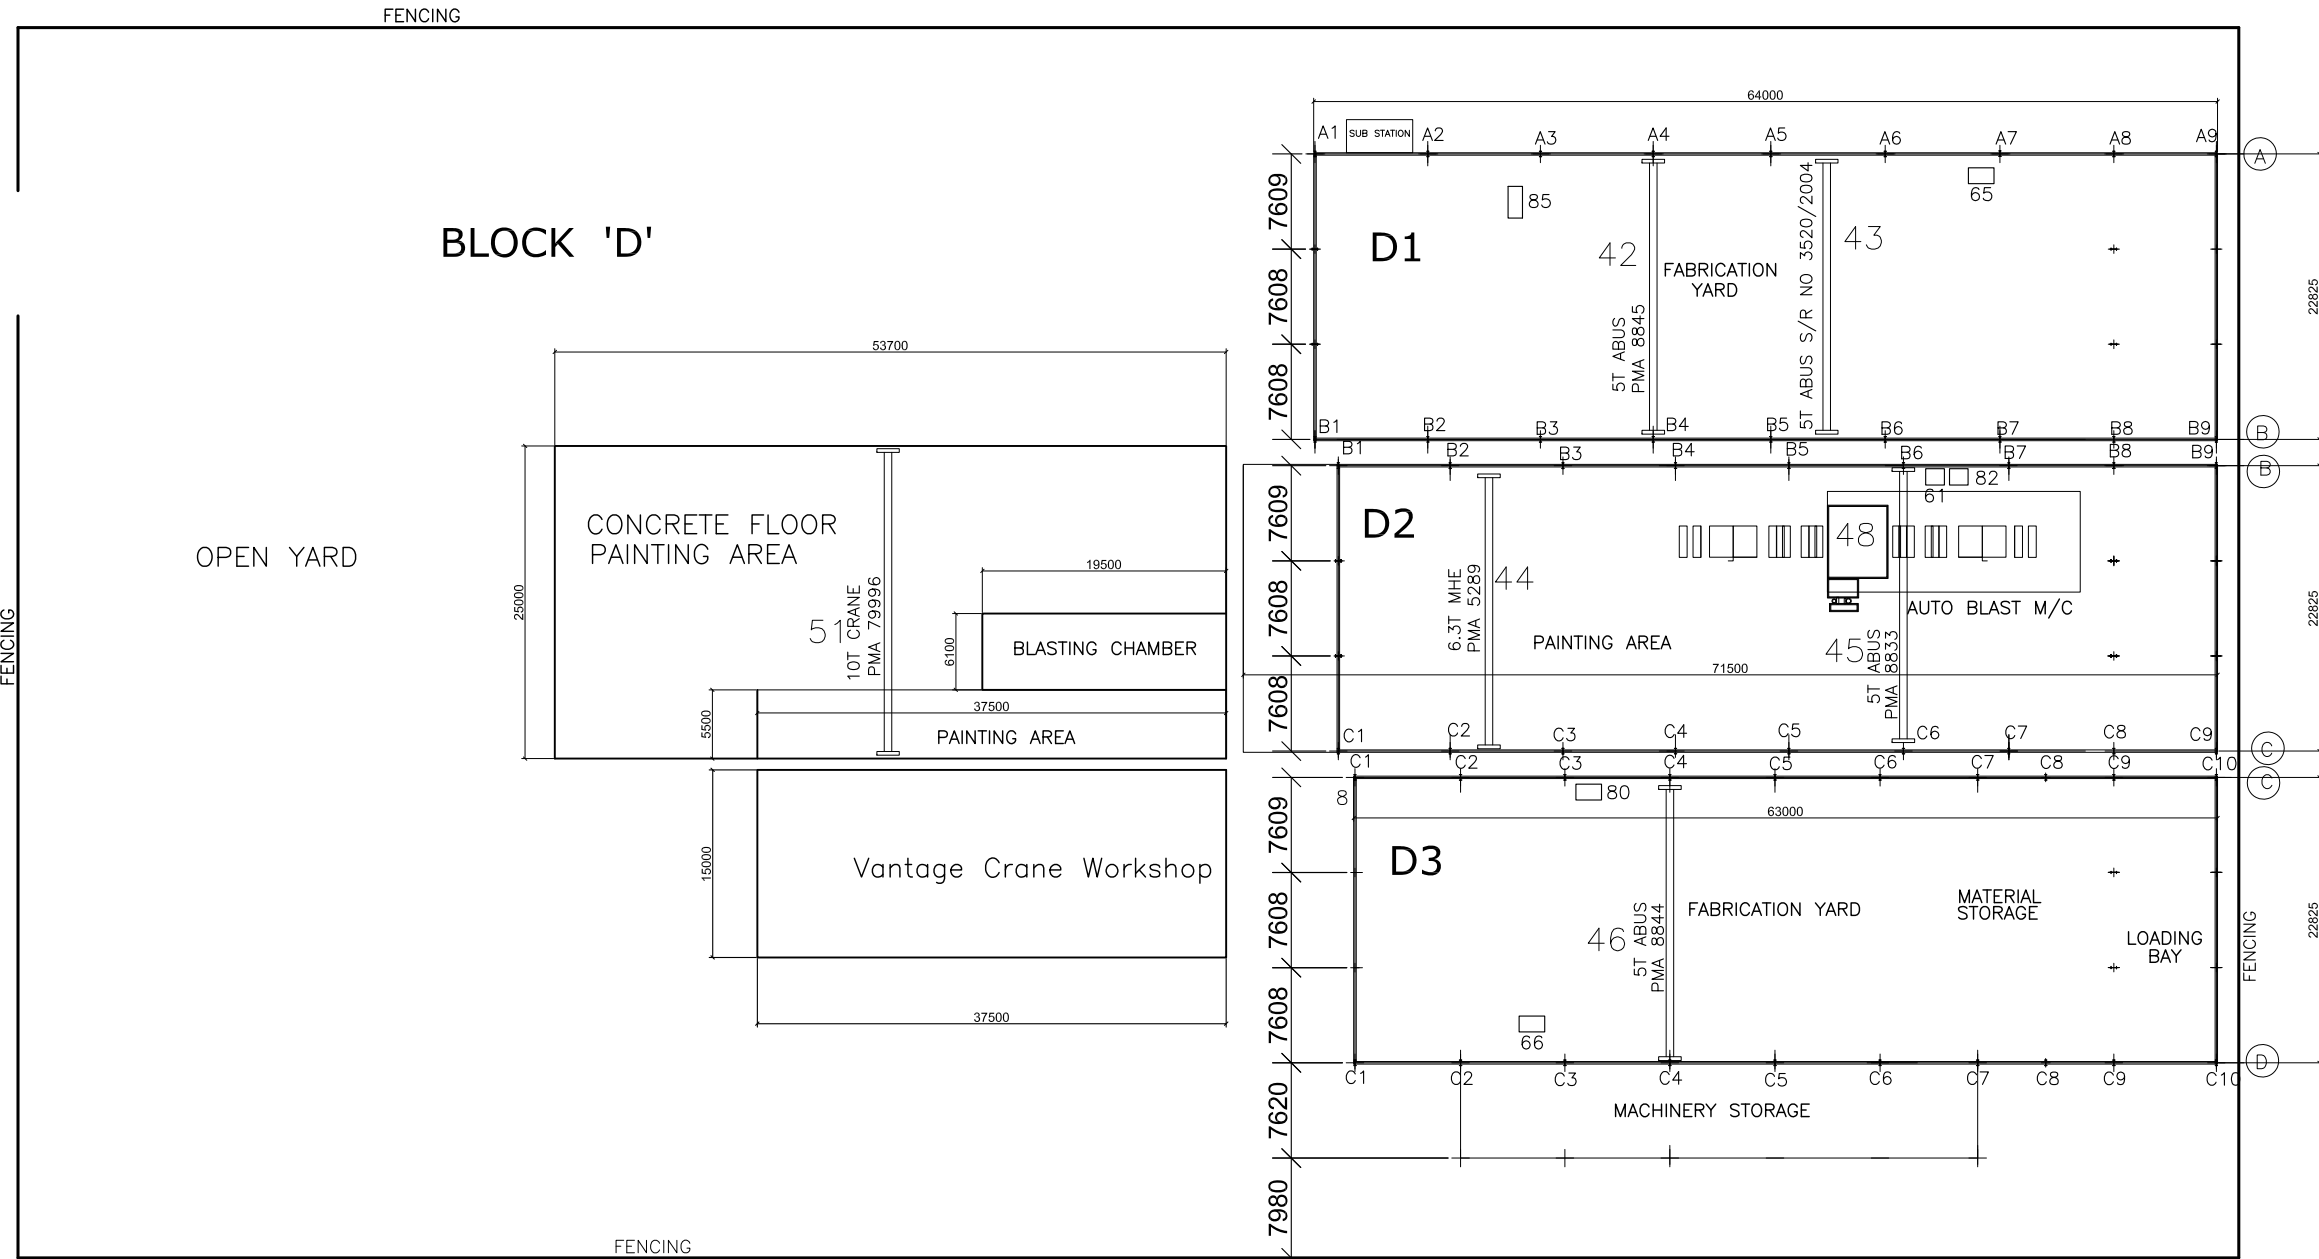 FENCING
64000
A1
SUB STATION
A2
A3
A4
A5
A6
A7
A8
A9
A
7609
85
65
BLOCK 'D'
D1
42
43
5T ABUS S/R NO 3520/2004
FABRICATION
YARD
7608
22825
5T ABUS
PMA 8845
53700
7608
B1
B2
B3
B4
B5
B6
B7
B8
B9
B
B1
B2
B3
B4
B5
B6
B7
B8
B9
B
61
82
7609
D2
48
CONCRETE FLOOR
PAINTING AREA
OPEN YARD
19500
25000
51
10T CRANE
PMA 79996
6.3T MHE
PMA 5289
44
7608
AUTO BLAST M/C
22825
FENCING
6100
BLASTING CHAMBER
PAINTING AREA
45
5T ABUS
PMA 8833
71500
37500
5500
PAINTING AREA
7608
C1
C2
C3
C4
C5
C6
C7
C8
C9
C
C1
C2
C3
C4
C5
C6
C7
C8
C9
C10
C
8
80
63000
7609
15000
Vantage Crane Workshop
D3
46
5T ABUS
PMA 8844
FABRICATION YARD
MATERIAL
STORAGE
7608
LOADING
BAY
FENCING
22825
37500
7608
66
D
C1
C2
C3
C4
C5
C6
C7
C8
C9
C10
MACHINERY STORAGE
7620
7980
FENCING